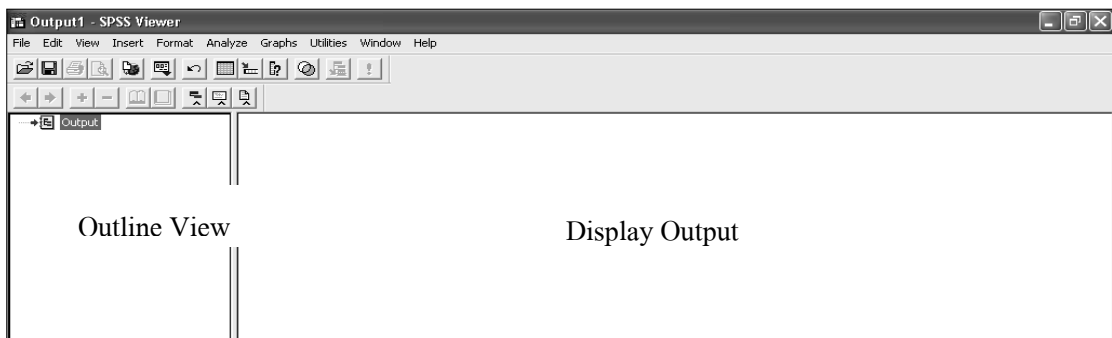 Output1 - SPSS Viewer
File Edit View Insert Format Analyze Graphs Utilities Window Help
Output
Outline View
Display Output